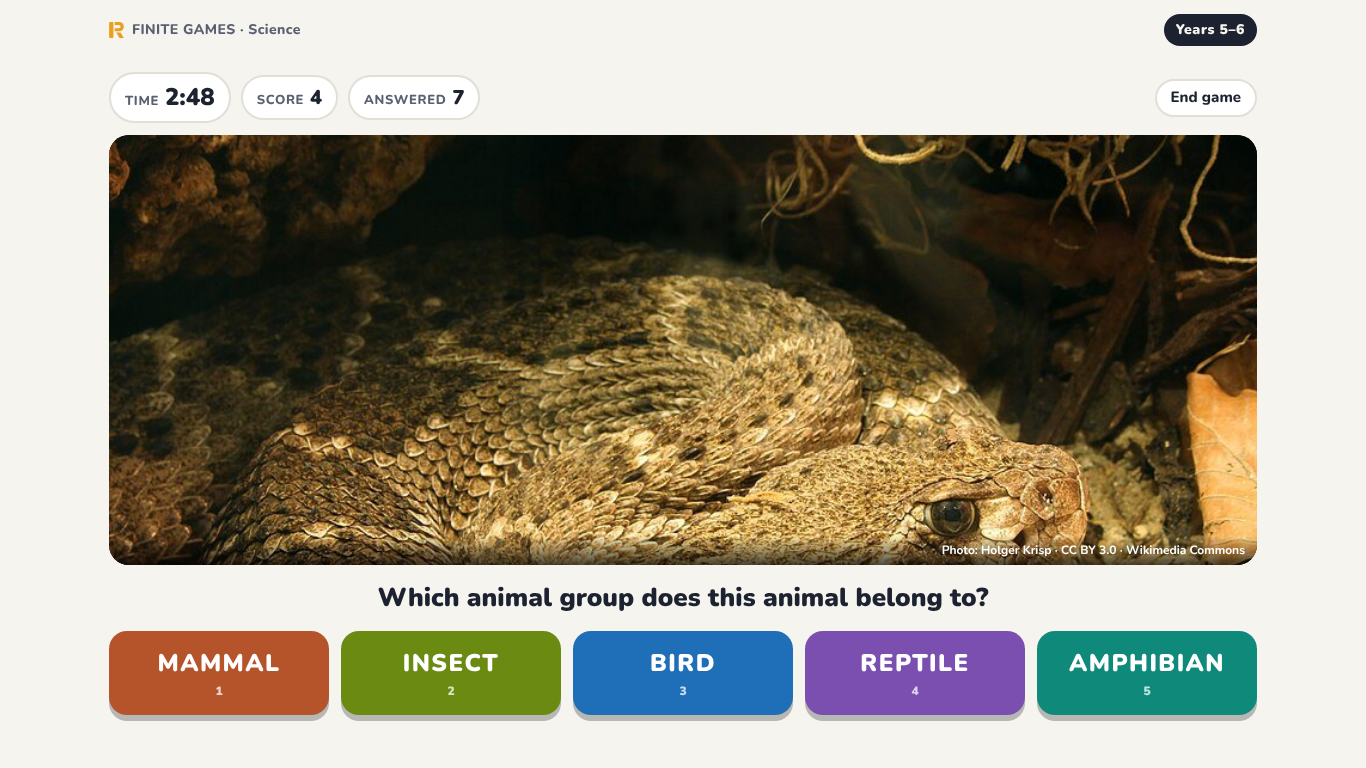 FINITE GAMES · Science
Years 5–6
TIME 2:48
SCORE 4
ANSWERED 7
End game
Photo: Holger Krisp · CC BY 3.0 · Wikimedia Commons
Which animal group does this animal belong to?
MAMMAL
1
INSECT
2
BIRD
3
REPTILE
4
AMPHIBIAN
5